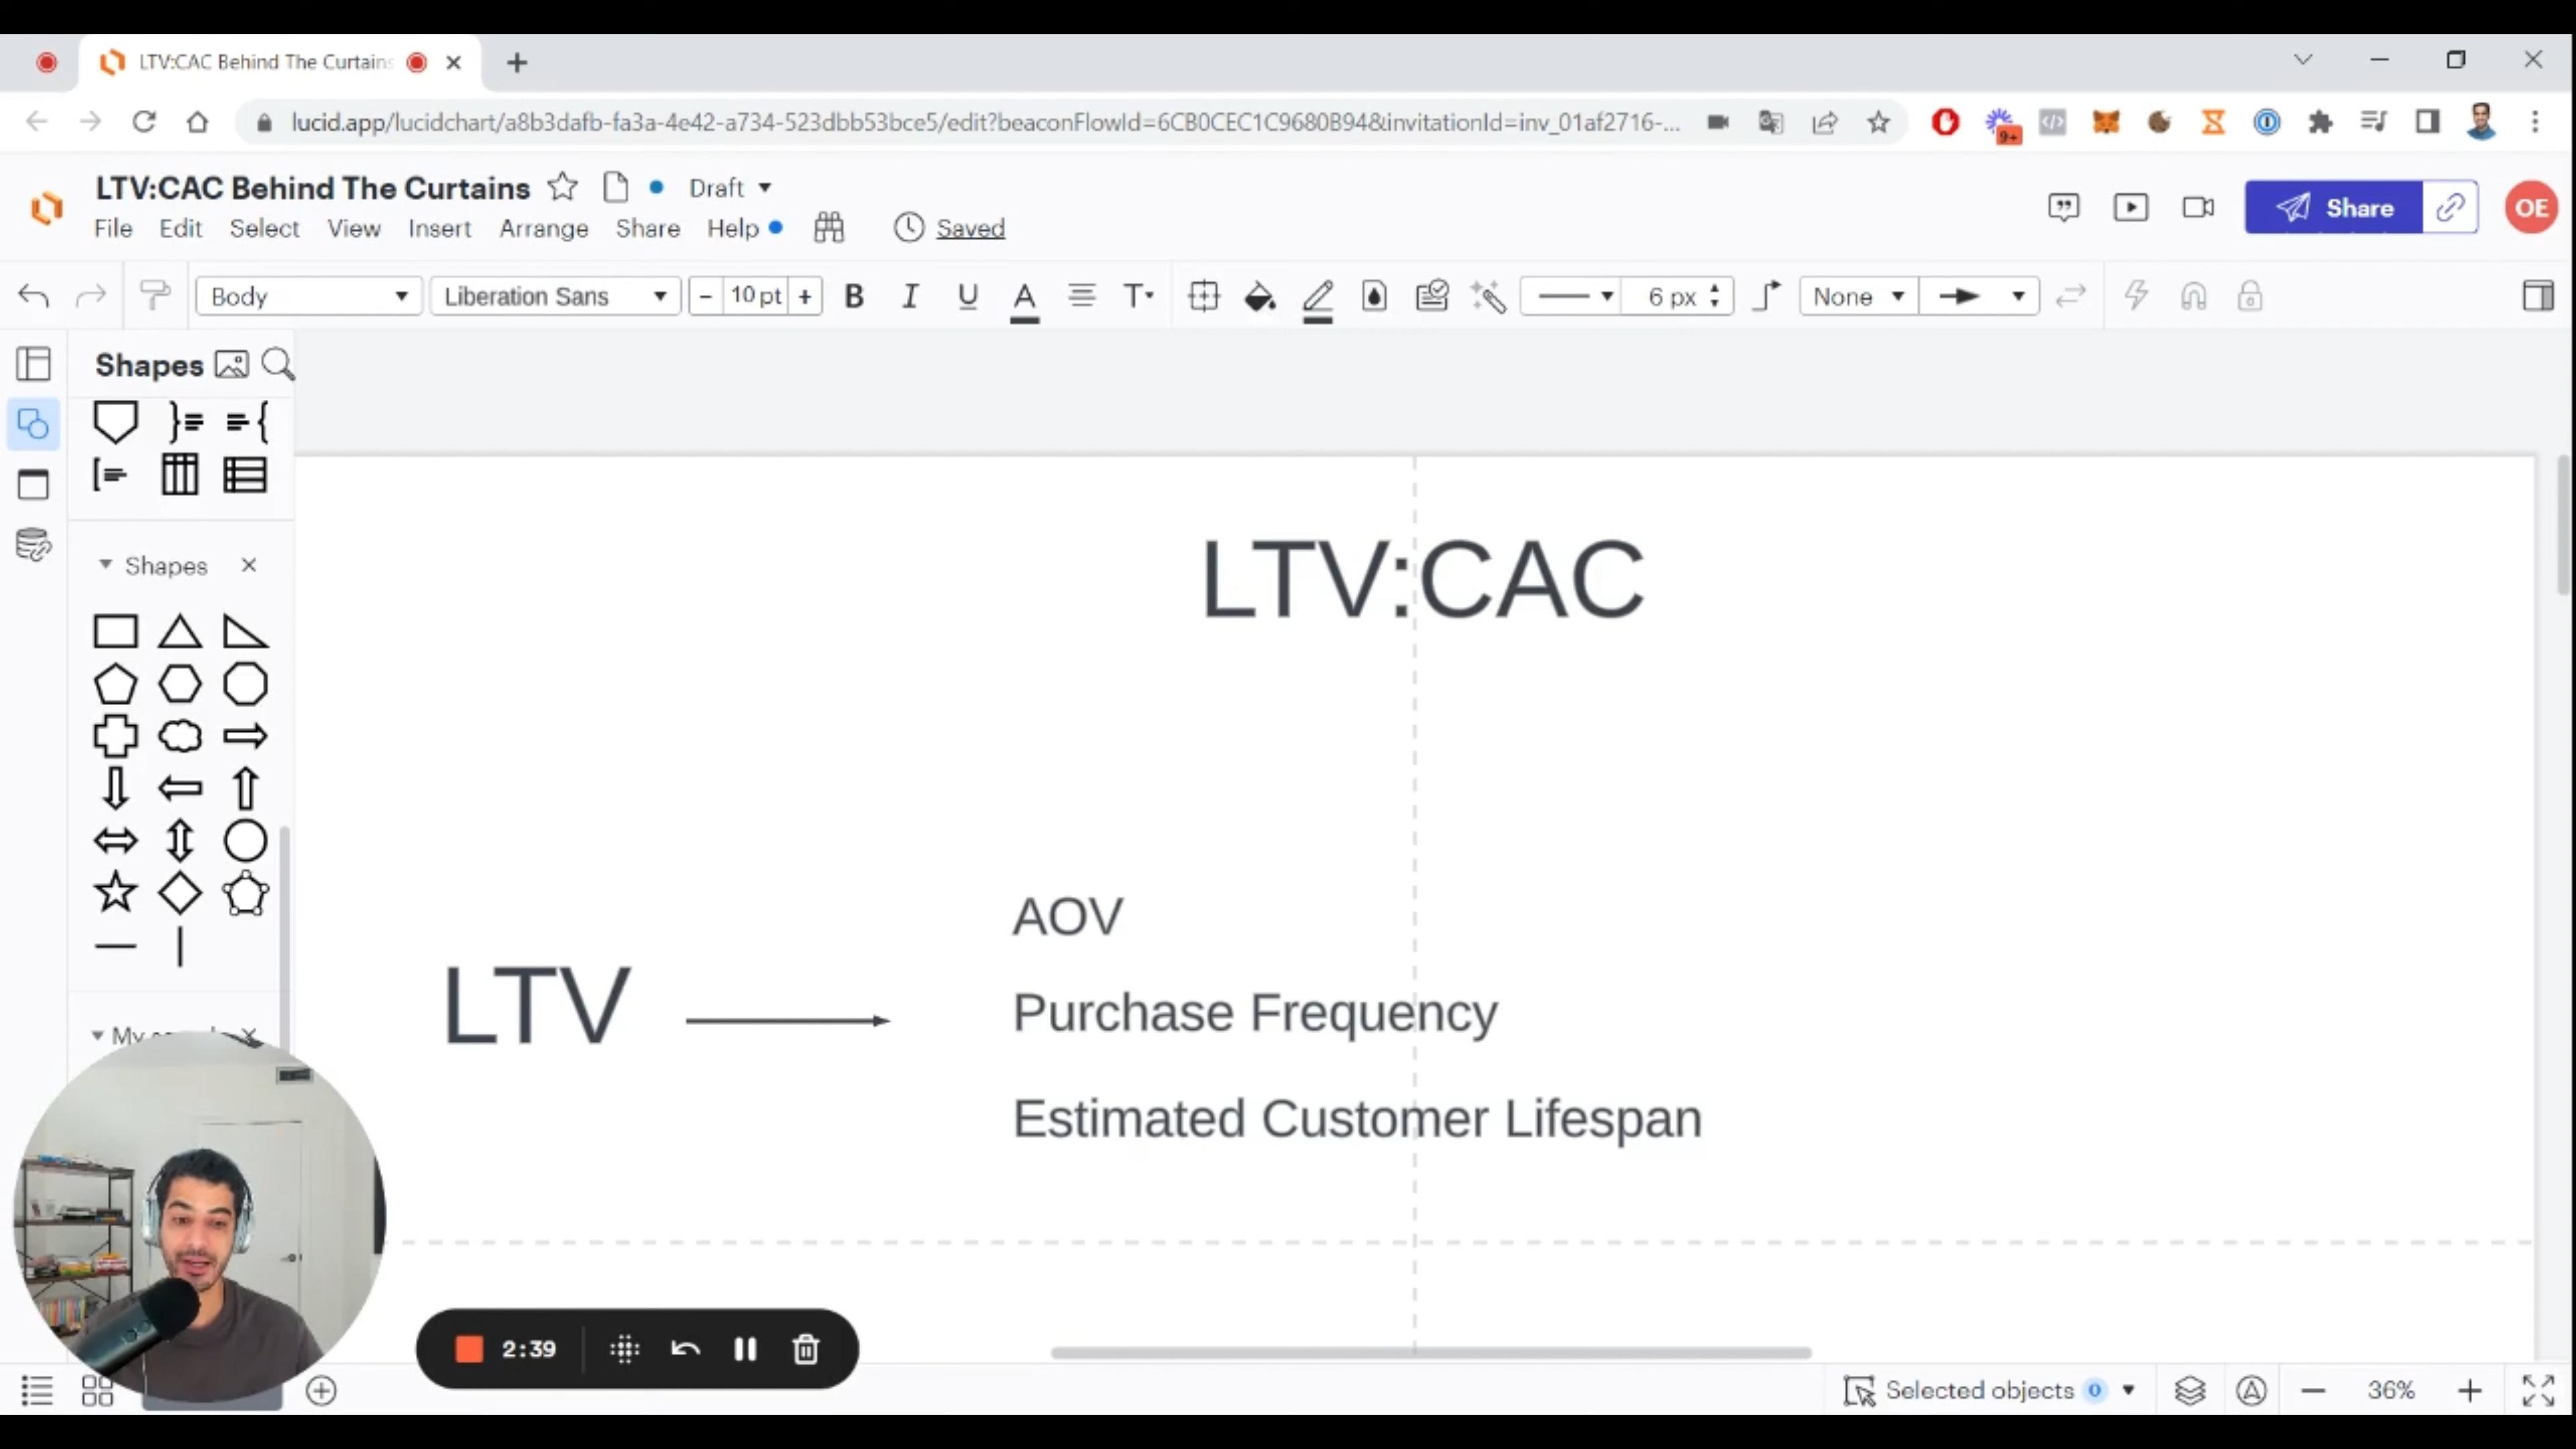 LTV:CAC Behind The Curtains
lucid.app/lucidchart/a8b3dafb-fa3a-4e42-a734-523dbb53bce5/edit?beaconFlowId=6CB0CEC1C9680B94&invitationId=inv_01af2716-...
9+
LTV:CAC Behind The Curtains
Draft
File Edit Select View Insert Arrange Share Help Saved
Share
OE
Body
Liberation Sans
- 10 pt +
B I U A T
6 px
None
Shapes
Shapes
My
LTV:CAC
AOV
LTV
Purchase Frequency
Estimated Customer Lifespan
2:39
Selected objects 0
36%